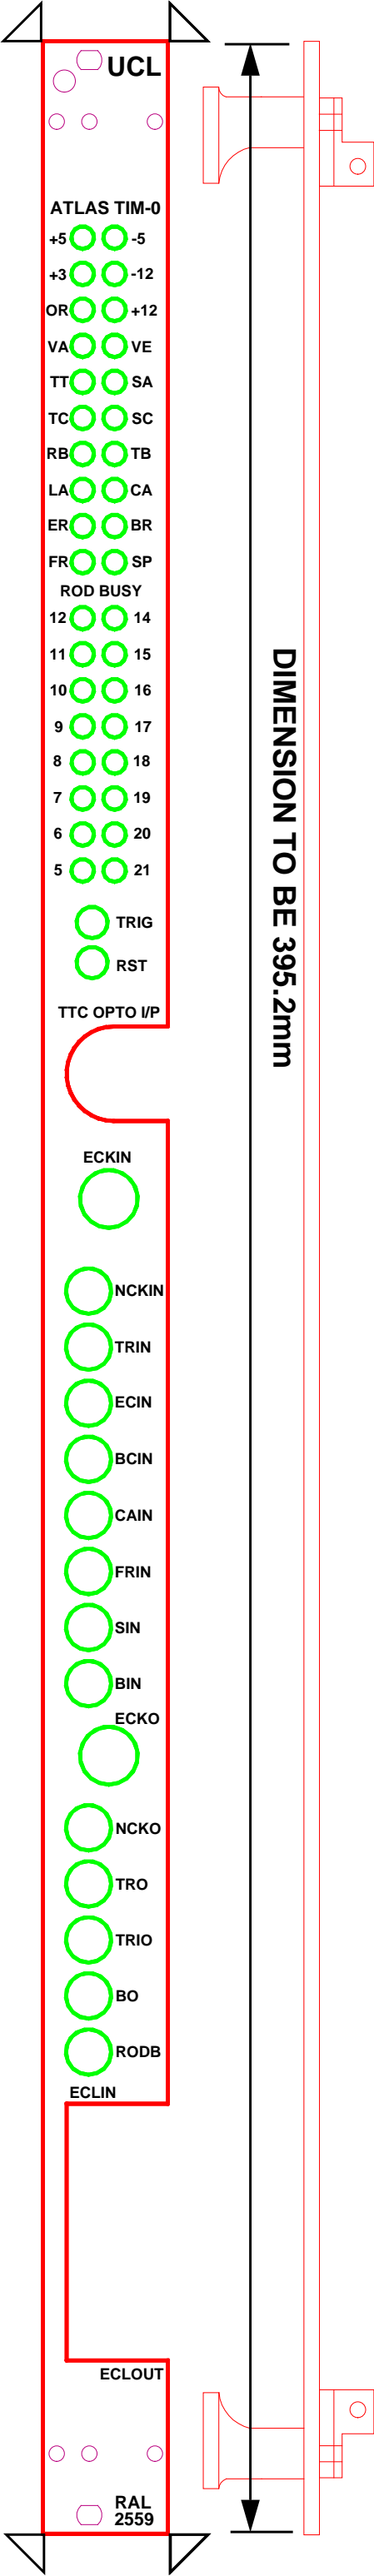 UCL
ATLAS TIM-0
+5 -5
+3 -12
OR +12
VA VE
TT SA
TC SC
RB TB
LA CA
ER BR
FR SP
ROD BUSY
12 14
11 15
10 16
9 17
8 18
7 19
6 20
5 21
TRIG
RST
TTC OPTO I/P
ECKIN
NCKIN
TRIN
ECIN
BCIN
CAIN
FRIN
SIN
BIN
ECKO
NCKO
TRO
TRIO
BO
RODB
ECLIN
ECLOUT
RAL
2559
DIMENSION TO BE 395.2mm